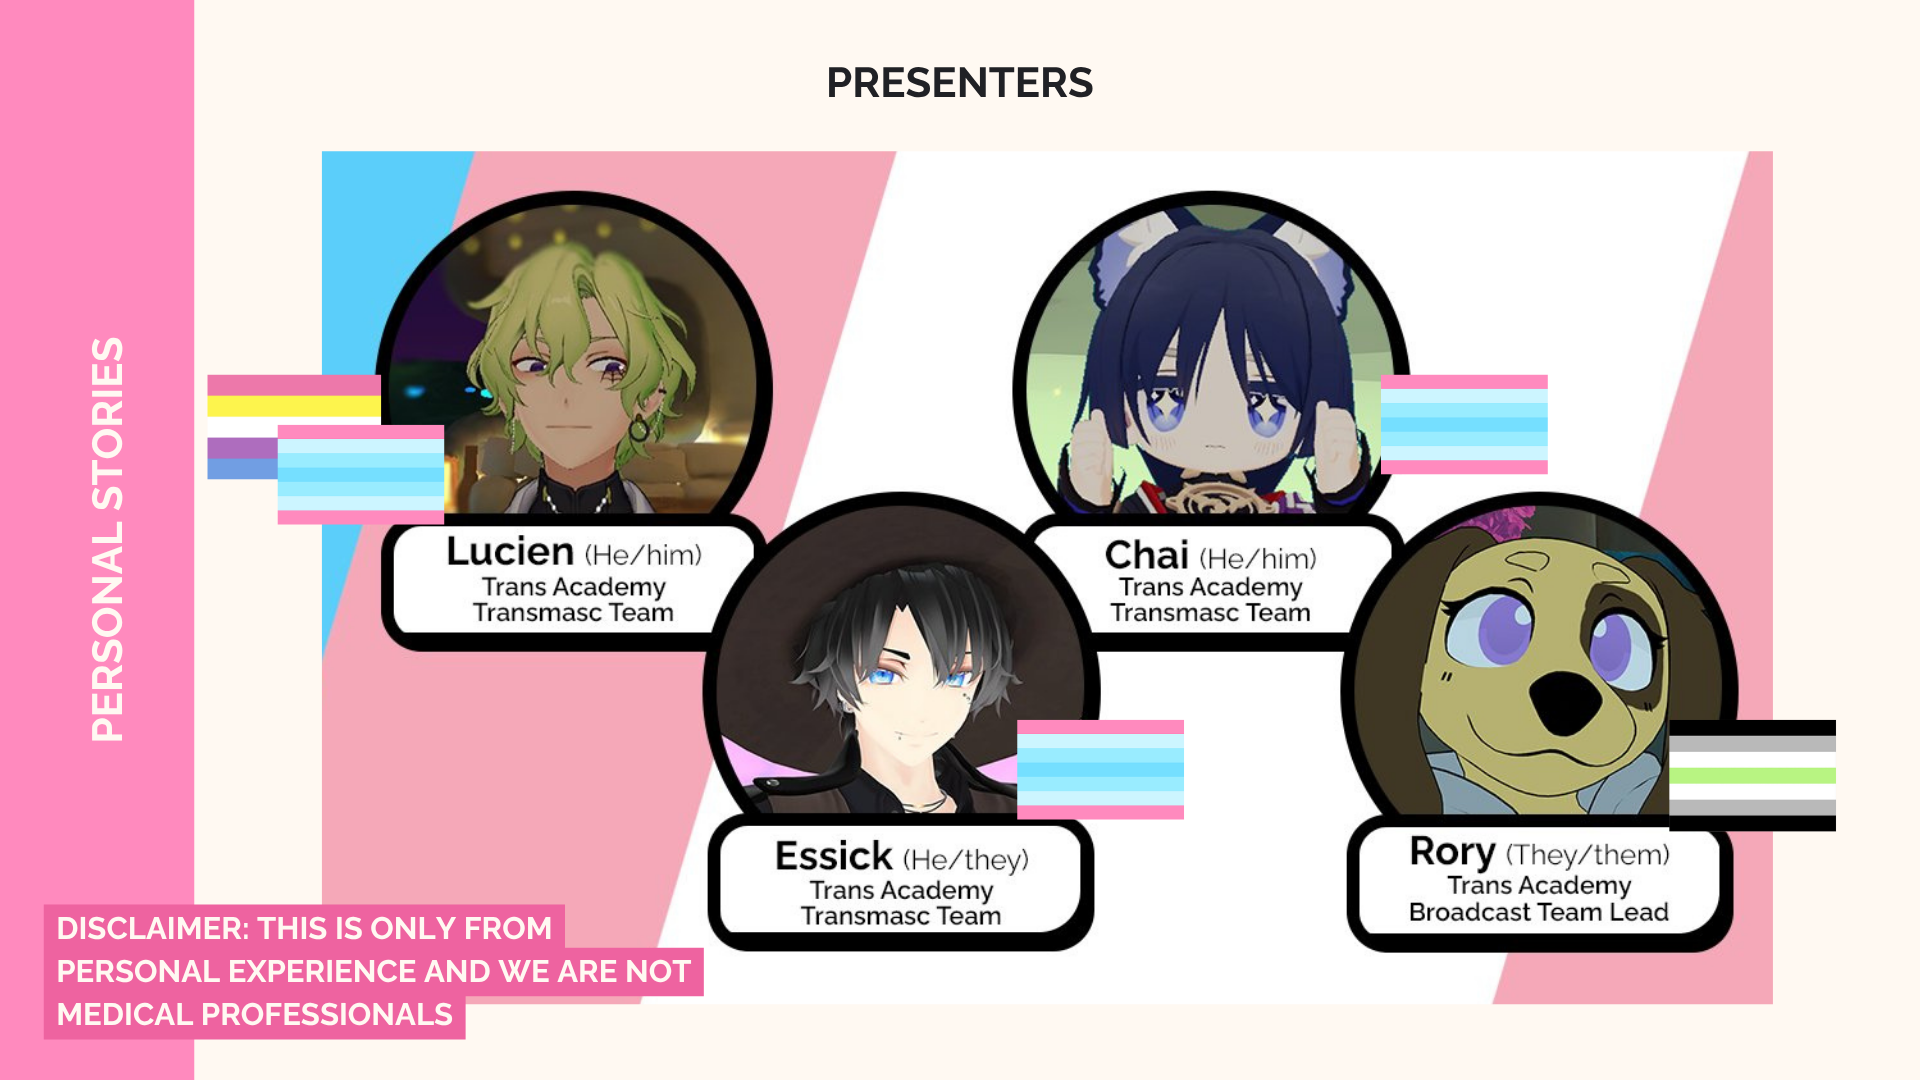 PRESENTERS
PERSONAL STORIES
Lucien (He/him)
Trans Academy
Transmasc Team
Chai (He/him)
Trans Academy
Transmasc Team
Essick (He/they)
Trans Academy
Transmasc Team
Rory (They/them)
Trans Academy
Broadcast Team Lead
DISCLAIMER: THIS IS ONLY FROM
PERSONAL EXPERIENCE AND WE ARE NOT
MEDICAL PROFESSIONALS